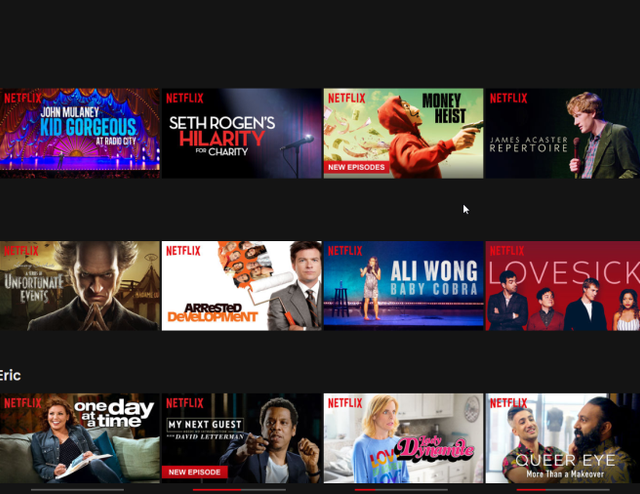 NETFLIX
JOHN MULANEY
KID GORGEOUS
AT RADIO CITY
NETFLIX
SETH ROGEN'S
HILARITY
FOR CHARITY
NETFLIX
MONEY
HEIST
NEW EPISODES
NETFLIX
JAMES ACASTER
REPERTOIRE
NETFLIX
UNFORTUNATE
EVENTS
NETFLIX
ARReSTeD
DEVELOPMENT
NETFLIX
ALI WONG
BABY COBRA
NETFLIX
LOVESICK
Eric
NETFLIX
one day
at a time
NETFLIX
MY NEXT GUEST
DAVID LETTERMAN
NEW EPISODE
NETFLIX
LOV
Lady
Dynamite
NETFLIX
QUEER EYE
More Than a Makeover